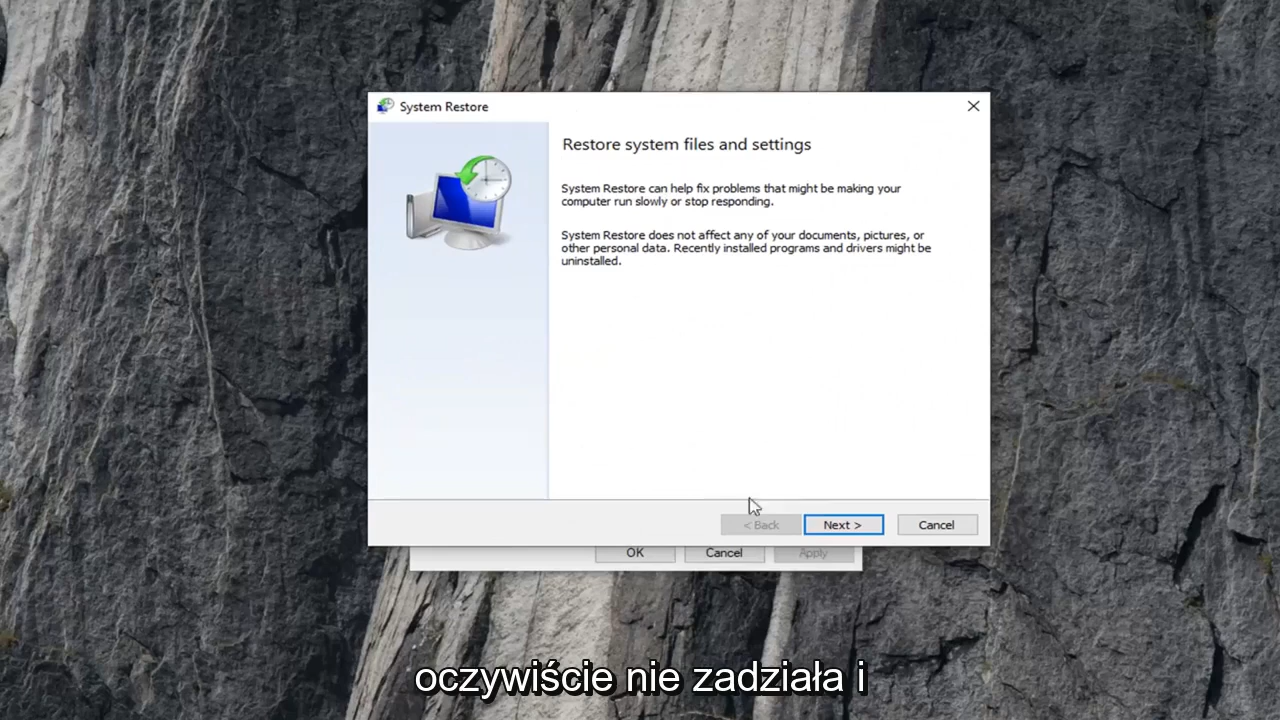 System Restore
Restore system files and settings
System Restore can help fix problems that might be making your
computer run slowly or stop responding.
System Restore does not affect any of your documents, pictures, or
other personal data. Recently installed programs and drivers might be
uninstalled.
< Back Next > Cancel
OK Cancel Apply
oczywiście nie zadziała i